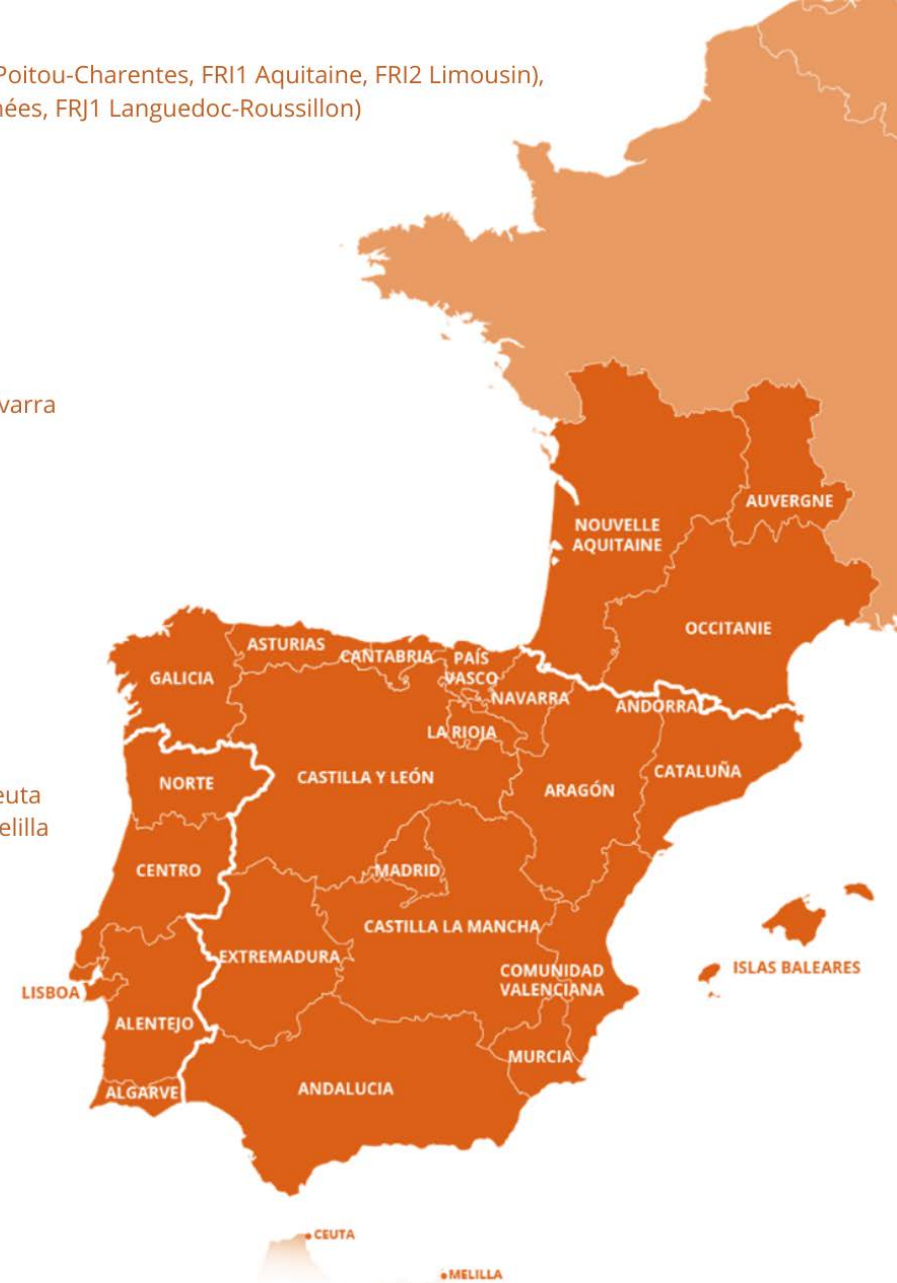 Poitou-Charentes, FRI1 Aquitaine, FRI2 Limousin),
nées, FRJ1 Languedoc-Roussillon)
varra
AUVERGNE
NOUVELLE
AQUITAINE
OCCITANIE
ASTURIAS
CANTABRIA
PAÍS
VASCO
GALICIA
NAVARRA
ANDORRA
LA RIOJA
CATALUÑA
CASTILLA Y LEÓN
NORTE
ARAGÓN
euta
elilla
CENTRO
MADRID
CASTILLA LA MANCHA
EXTREMADURA
ISLAS BALEARES
COMUNIDAD
VALENCIANA
LISBOA
ALENTEJO
MURCIA
ANDALUCIA
ALGARVE
CEUTA
MELILLA